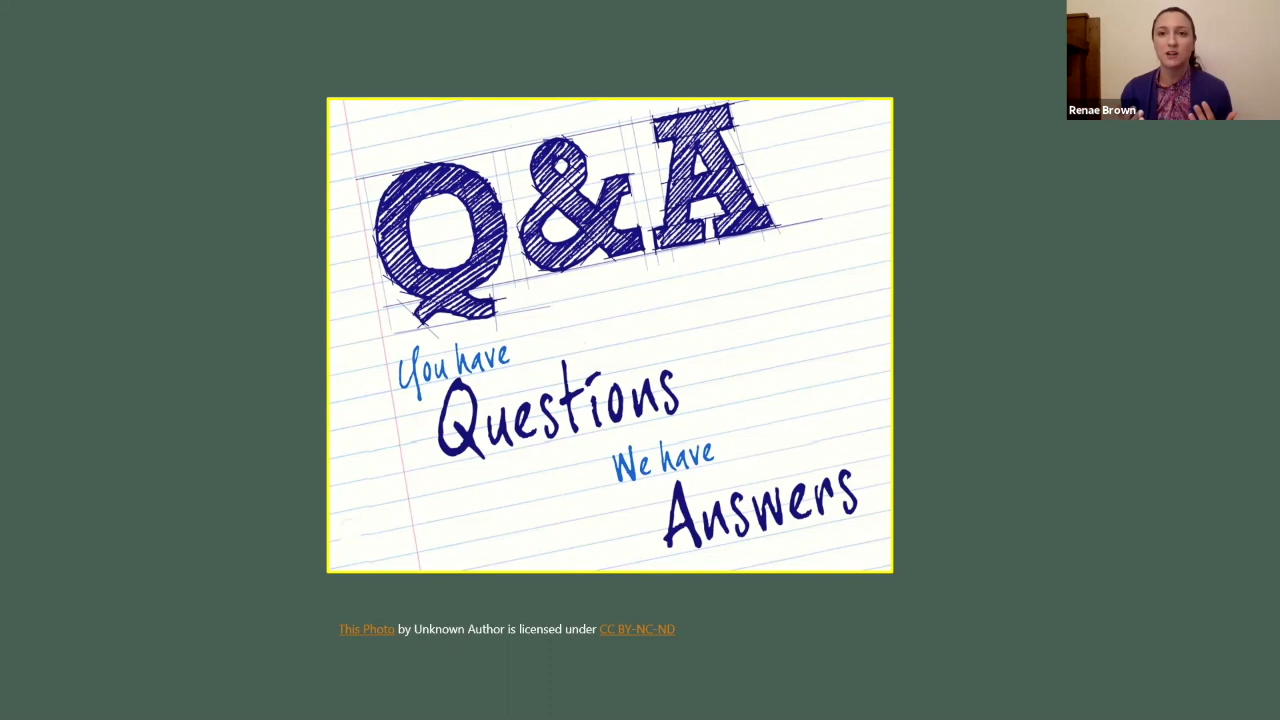 Renae Brown
Q&A
You have
Questions
We have
Answers
This Photo by Unknown Author is licensed under CC BY-NC-ND